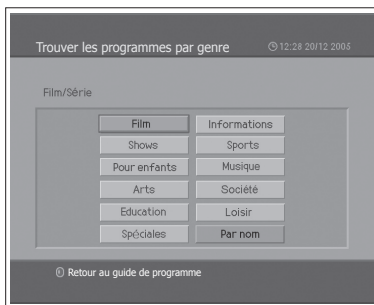 Trouver les programmes par genre 12:28 20/12 2005
Film/Série
Film Informations
Shows Sports
Pour enfants Musique
Arts Société
Education Loisir
Spéciales Par nom
Retour au guide de programme